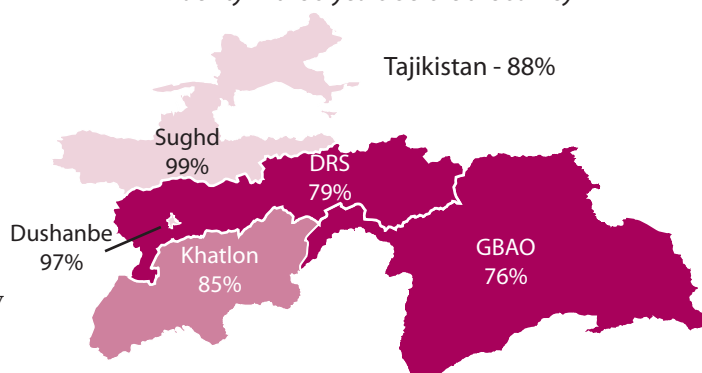 Tajikistan - 88%
Sughd
99%
DRS
79%
Dushanbe
97%
Khatlon
85%
GBAO
76%